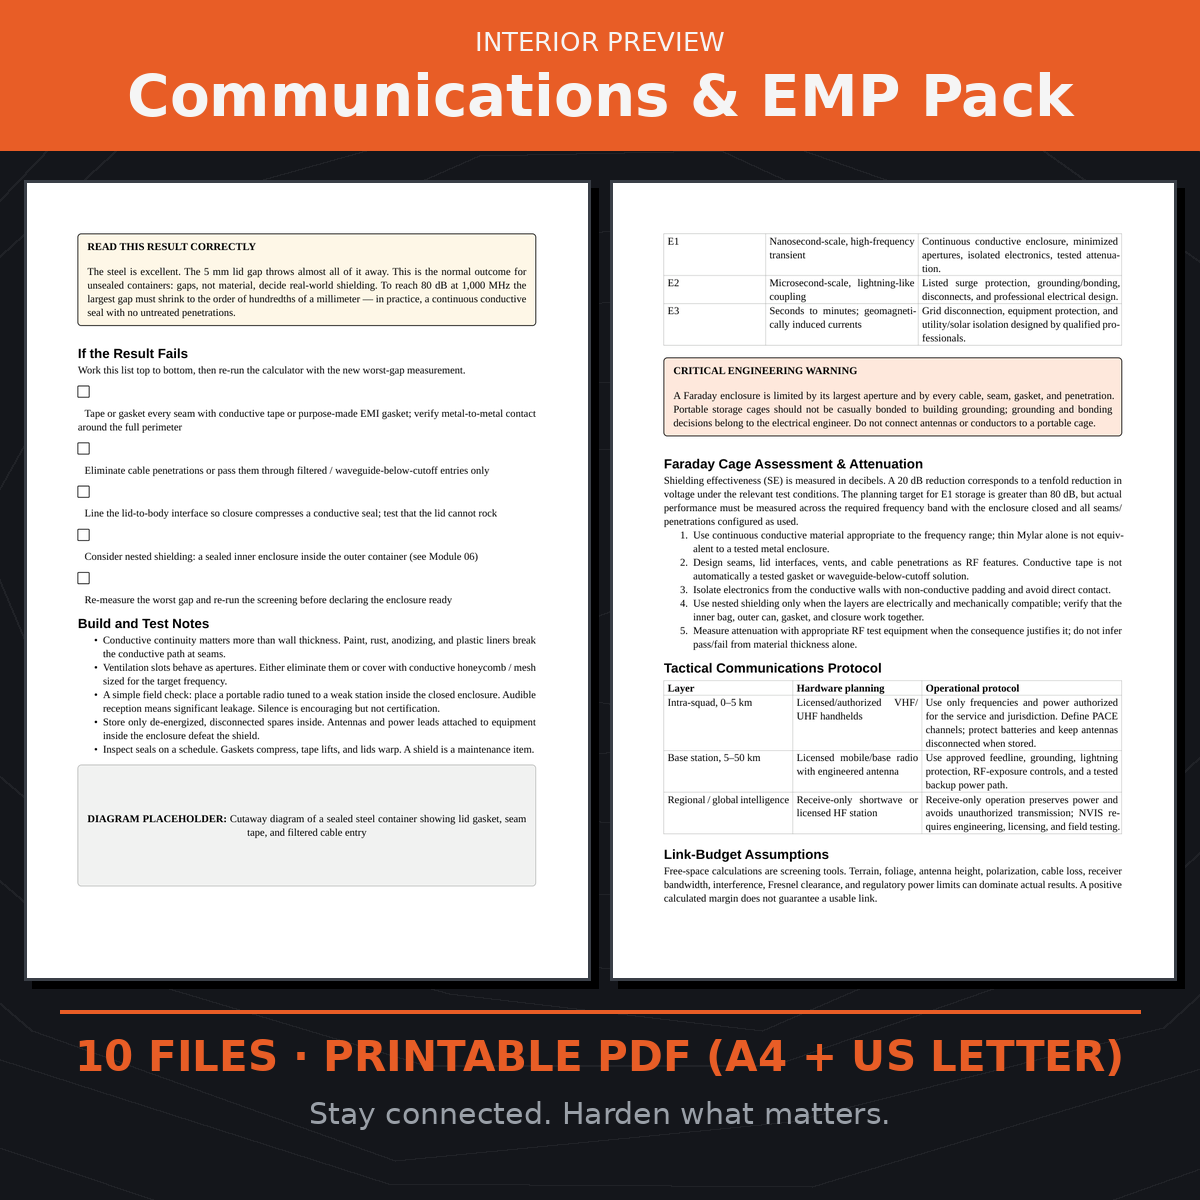 INTERIOR PREVIEW
Communications & EMP Pack
READ THIS RESULT CORRECTLY
The steel is excellent. The 5 mm lid gap throws almost all of it away. This is the normal outcome for
unsealed containers: gaps, not material, decide real-world shielding. To reach 80 dB at 1,000 MHz the
largest gap must shrink to the order of hundredths of a millimeter — in practice, a continuous conductive
seal with no untreated penetrations.
If the Result Fails
Work this list top to bottom, then re-run the calculator with the new worst-gap measurement.
Tape or gasket every seam with conductive tape or purpose-made EMI gasket; verify metal-to-metal contact
around the full perimeter
Eliminate cable penetrations or pass them through filtered / waveguide-below-cutoff entries only
Line the lid-to-body interface so closure compresses a conductive seal; test that the lid cannot rock
Consider nested shielding: a sealed inner enclosure inside the outer container (see Module 06)
Re-measure the worst gap and re-run the screening before declaring the enclosure ready
Build and Test Notes
• Conductive continuity matters more than wall thickness. Paint, rust, anodizing, and plastic liners break
the conductive path at seams.
• Ventilation slots behave as apertures. Either eliminate them or cover with conductive honeycomb / mesh
sized for the target frequency.
• A simple field check: place a portable radio tuned to a weak station inside the closed enclosure. Audible
reception means significant leakage. Silence is encouraging but not certification.
• Store only de-energized, disconnected spares inside. Antennas and power leads attached to equipment
inside the enclosure defeat the shield.
• Inspect seals on a schedule. Gaskets compress, tape lifts, and lids warp. A shield is a maintenance item.
DIAGRAM PLACEHOLDER: Cutaway diagram of a sealed steel container showing lid gasket, seam
tape, and filtered cable entry
E1 Nanosecond-scale, high-frequency Continuous conductive enclosure, minimized
transient apertures, isolated electronics, tested attenua-
tion.
E2 Microsecond-scale, lightning-like Listed surge protection, grounding/bonding,
coupling disconnects, and professional electrical design.
E3 Seconds to minutes; geomagneti- Grid disconnection, equipment protection, and
cally induced currents utility/solar isolation designed by qualified pro-
fessionals.
CRITICAL ENGINEERING WARNING
A Faraday enclosure is limited by its largest aperture and by every cable, seam, gasket, and penetration.
Portable storage cages should not be casually bonded to building grounding; grounding and bonding
decisions belong to the electrical engineer. Do not connect antennas or conductors to a portable cage.
Faraday Cage Assessment & Attenuation
Shielding effectiveness (SE) is measured in decibels. A 20 dB reduction corresponds to a tenfold reduction in
voltage under the relevant test conditions. The planning target for E1 storage is greater than 80 dB, but actual
performance must be measured across the required frequency band with the enclosure closed and all seams/
penetrations configured as used.
1. Use continuous conductive material appropriate to the frequency range; thin Mylar alone is not equiv-
alent to a tested metal enclosure.
2. Design seams, lid interfaces, vents, and cable penetrations as RF features. Conductive tape is not
automatically a tested gasket or waveguide-below-cutoff solution.
3. Isolate electronics from the conductive walls with non-conductive padding and avoid direct contact.
4. Use nested shielding only when the layers are electrically and mechanically compatible; verify that the
inner bag, outer can, gasket, and closure work together.
5. Measure attenuation with appropriate RF test equipment when the consequence justifies it; do not infer
pass/fail from material thickness alone.
Tactical Communications Protocol
Layer Hardware planning Operational protocol
Intra-squad, 0–5 km Licensed/authorized VHF/ Use only frequencies and power authorized
UHF handhelds for the service and jurisdiction. Define PACE
channels; protect batteries and keep antennas
disconnected when stored.
Base station, 5–50 km Licensed mobile/base radio Use approved feedline, grounding, lightning
with engineered antenna protection, RF-exposure controls, and a tested
backup power path.
Regional / global intelligence Receive-only shortwave or Receive-only operation preserves power and
licensed HF station avoids unauthorized transmission; NVIS re-
quires engineering, licensing, and field testing.
Link-Budget Assumptions
Free-space calculations are screening tools. Terrain, foliage, antenna height, polarization, cable loss, receiver
bandwidth, interference, Fresnel clearance, and regulatory power limits can dominate actual results. A positive
calculated margin does not guarantee a usable link.
10 FILES · PRINTABLE PDF (A4 + US LETTER)
Stay connected. Harden what matters.